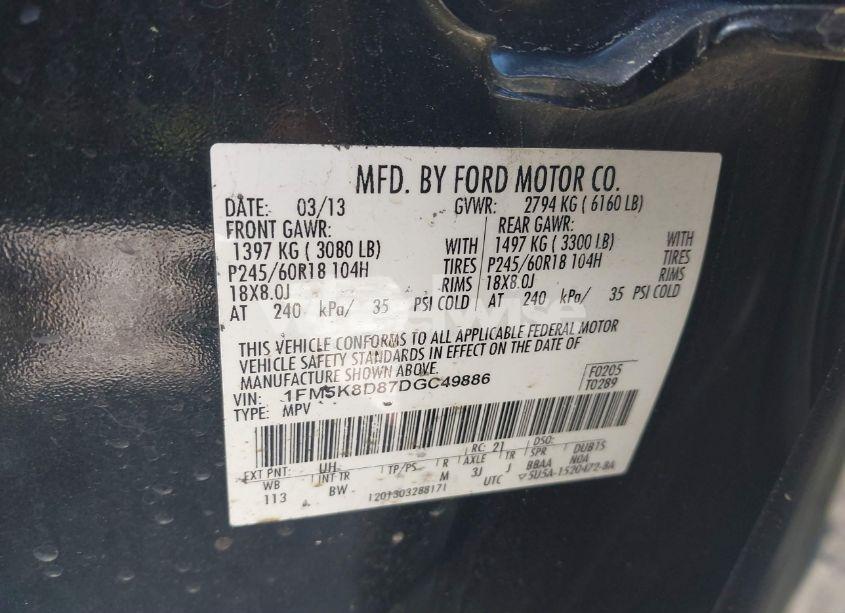 MFD. BY FORD MOTOR CO.
DATE: 03/13 GVWR: 2794 KG ( 6160 LB)
FRONT GAWR: REAR GAWR:
1397 KG ( 3080 LB) WITH 1497 KG ( 3300 LB) WITH
P245/60R18 104H TIRES P245/60R18 104H TIRES
18X8.0J RIMS 18X8.0J RIMS
AT 240 kPa/ 35 PSI COLD AT 240 kPa/ 35 PSI COLD
THIS VEHICLE CONFORMS TO ALL APPLICABLE FEDERAL MOTOR
VEHICLE SAFETY STANDARDS IN EFFECT ON THE DATE OF
MANUFACTURE SHOWN ABOVE.
VIN: 1FM5K8D87DGC49886 F0205
TYPE: MPV T0289
EXT PNT: UH RC: 21 DSO:
WB INT TR TP/PS R AXLE TR SPR DUB15
113 BW M 3J J BBAA NOA
1201303288171 UTC 5U5A-1520472-BA